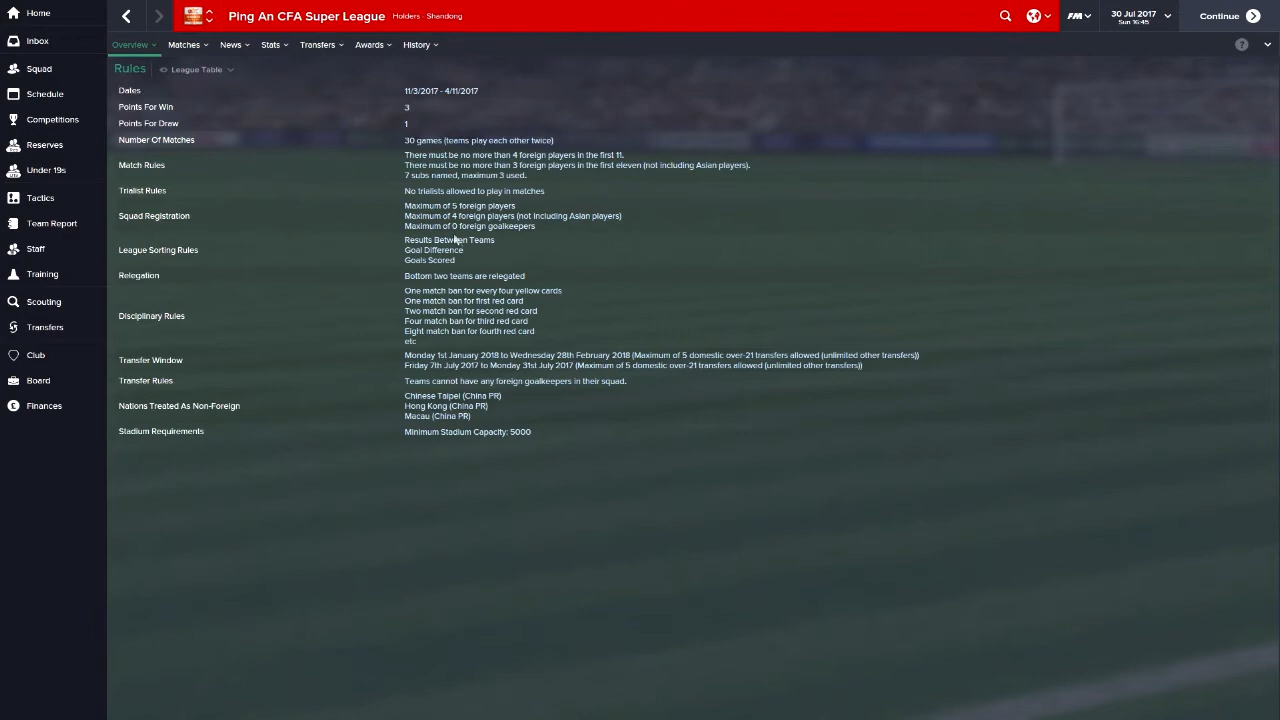 Home
Ping An CFA Super League
Holders - Shandong
FM
30 Jul 2017
Sun 16:45
Continue
Inbox
Squad
Schedule
Competitions
Reserves
Under 19s
Tactics
Team Report
Staff
Training
Scouting
Transfers
Club
Board
Finances
Overview
Matches
News
Stats
Transfers
Awards
History
?
Rules
League Table
Dates
11/3/2017 - 4/11/2017
Points For Win
3
Points For Draw
1
Number Of Matches
30 games (teams play each other twice)
Match Rules
There must be no more than 4 foreign players in the first 11.
There must be no more than 3 foreign players in the first eleven (not including Asian players).
7 subs named, maximum 3 used.
Trialist Rules
No trialists allowed to play in matches
Squad Registration
Maximum of 5 foreign players
Maximum of 4 foreign players (not including Asian players)
Maximum of 0 foreign goalkeepers
League Sorting Rules
Results Between Teams
Goal Difference
Goals Scored
Relegation
Bottom two teams are relegated
Disciplinary Rules
One match ban for every four yellow cards
One match ban for first red card
Two match ban for second red card
Four match ban for third red card
Eight match ban for fourth red card
etc
Transfer Window
Monday 1st January 2018 to Wednesday 28th February 2018 (Maximum of 5 domestic over-21 transfers allowed (unlimited other transfers))
Friday 7th July 2017 to Monday 31st July 2017 (Maximum of 5 domestic over-21 transfers allowed (unlimited other transfers))
Transfer Rules
Teams cannot have any foreign goalkeepers in their squad.
Nations Treated As Non-Foreign
Chinese Taipei (China PR)
Hong Kong (China PR)
Macau (China PR)
Stadium Requirements
Minimum Stadium Capacity: 5000